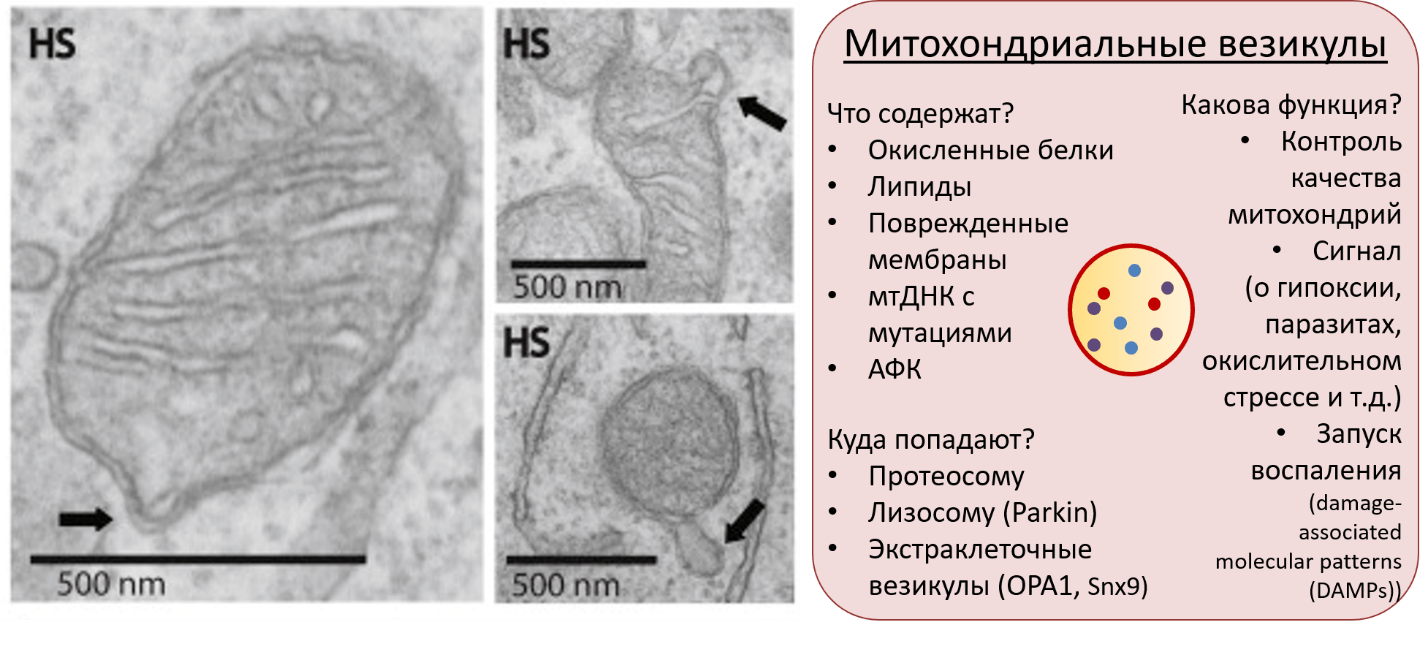 HS
500 nm
HS
500 nm
HS
500 nm
Митохондриальные везикулы
Что содержат?
• Окисленные белки
• Липиды
• Поврежденные
мембраны
• мтДНК с
мутациями
• АФК
Куда попадают?
• Протеосому
• Лизосому (Parkin)
• Экстраклеточные
везикулы (OPA1, Snx9)
Какова функция?
• Контроль
качества
митохондрий
• Сигнал
(о гипоксии,
паразитах,
окислительном
стрессе и т.д.)
• Запуск
воспаления
(damage-
associated
molecular patterns
(DAMPs))